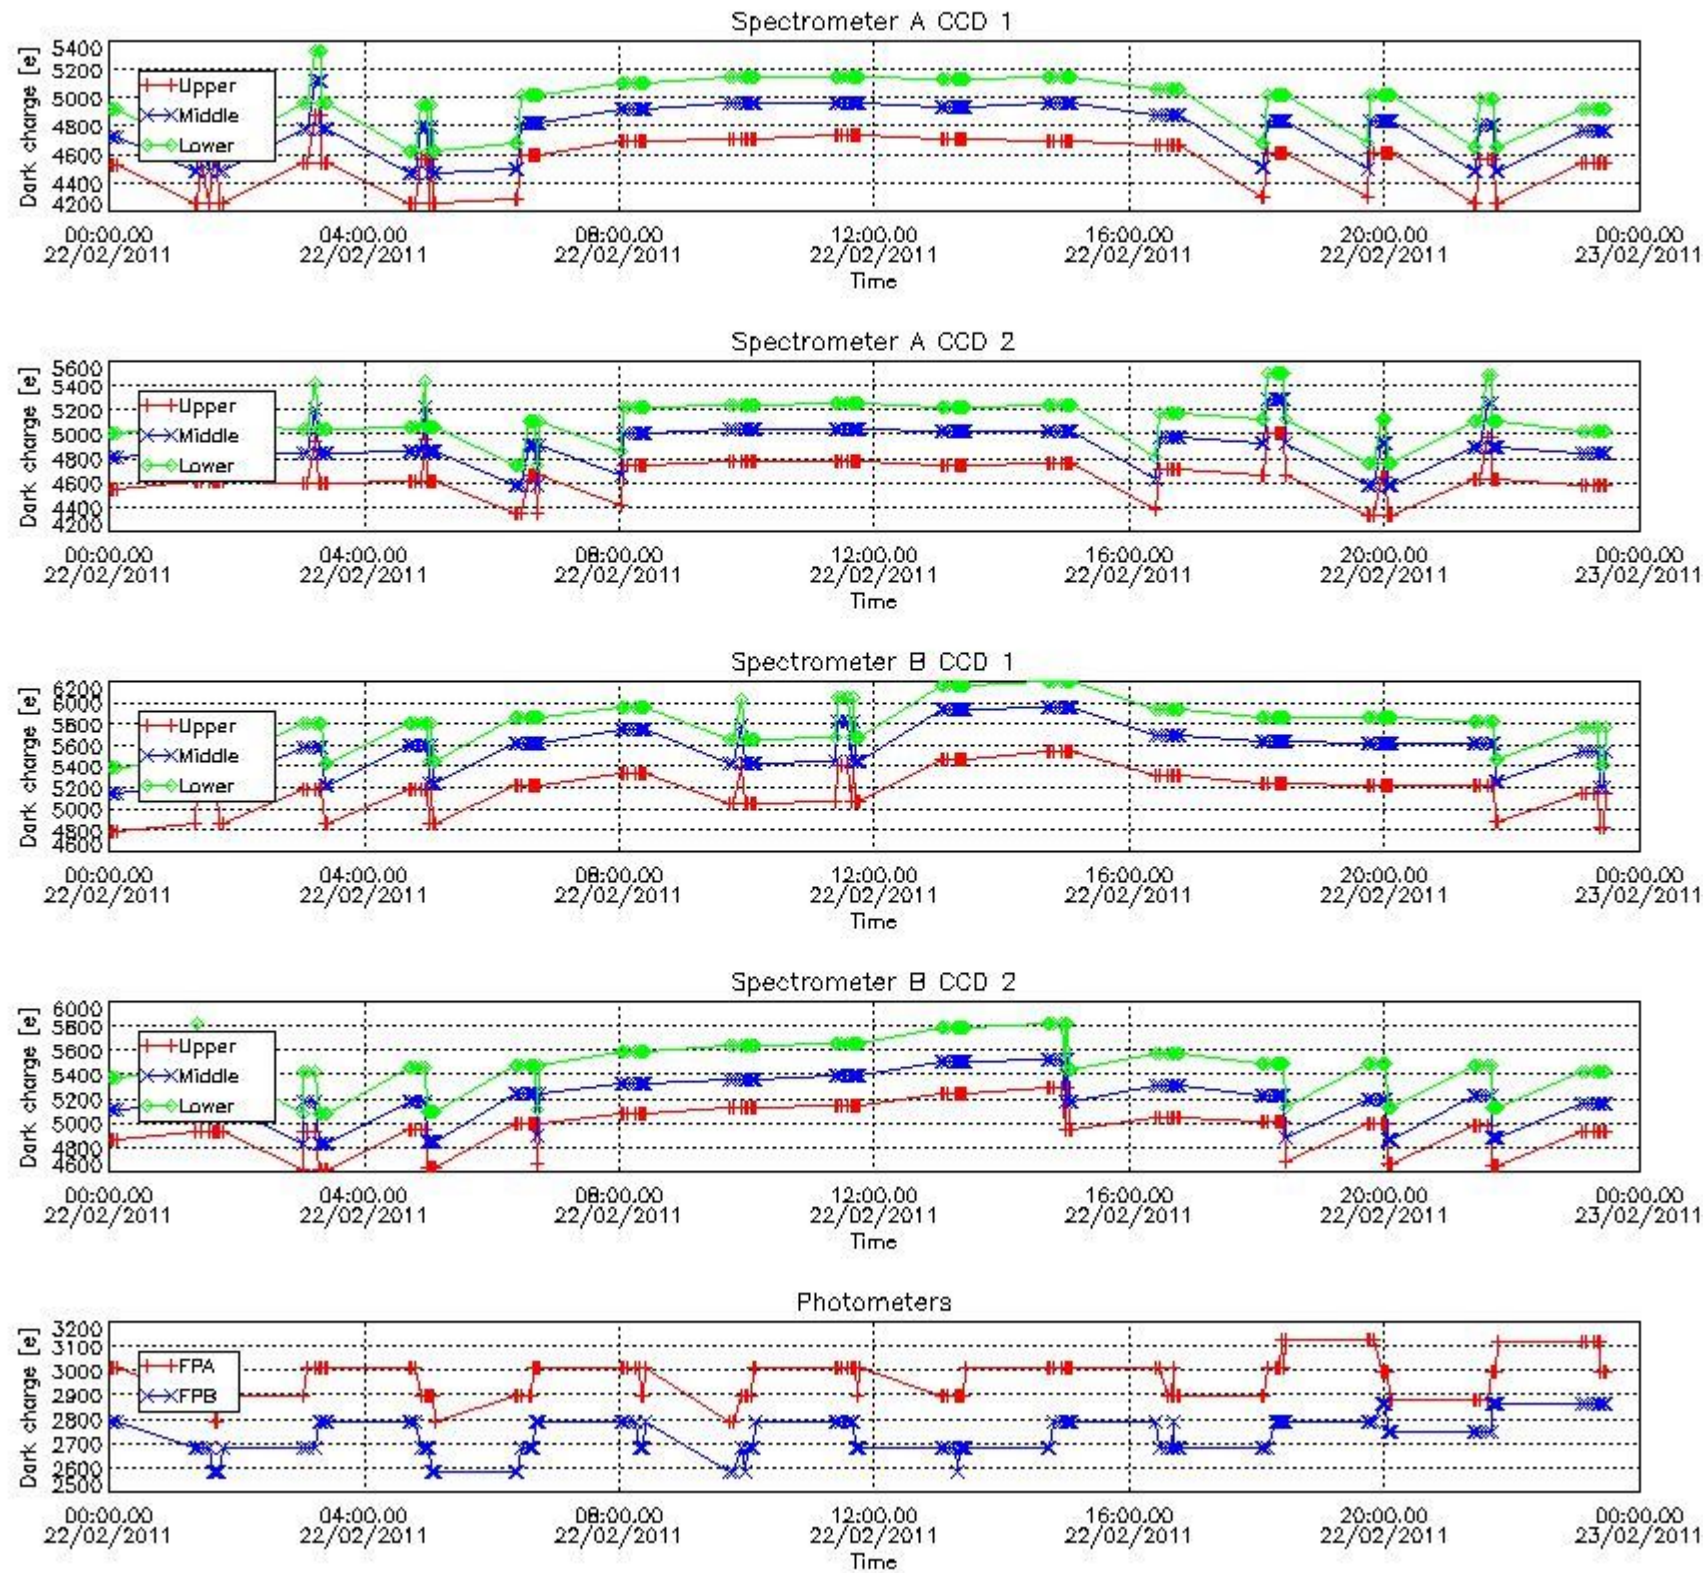 Spectrometer A CCD 1
Dark charge [e]
5400
5200
5000
4800
4600
4400
4200
Upper
Middle
Lower
00:00.00 04:00.00 08:00.00 12:00.00 16:00.00 20:00.00 00:00.00
22/02/2011 22/02/2011 22/02/2011 22/02/2011 22/02/2011 22/02/2011 23/02/2011
Time
Spectrometer A CCD 2
Dark charge [e]
5600
5400
5200
5000
4800
4600
4400
4200
Upper
Middle
Lower
00:00.00 04:00.00 08:00.00 12:00.00 16:00.00 20:00.00 00:00.00
22/02/2011 22/02/2011 22/02/2011 22/02/2011 22/02/2011 22/02/2011 23/02/2011
Time
Spectrometer B CCD 1
Dark charge [e]
6200
6000
5800
5600
5400
5200
5000
4800
4600
Upper
Middle
Lower
00:00.00 04:00.00 08:00.00 12:00.00 16:00.00 20:00.00 00:00.00
22/02/2011 22/02/2011 22/02/2011 22/02/2011 22/02/2011 22/02/2011 23/02/2011
Time
Spectrometer B CCD 2
Dark charge [e]
6000
5800
5600
5400
5200
5000
4800
4600
Upper
Middle
Lower
00:00.00 04:00.00 08:00.00 12:00.00 16:00.00 20:00.00 00:00.00
22/02/2011 22/02/2011 22/02/2011 22/02/2011 22/02/2011 22/02/2011 23/02/2011
Time
Photometers
Dark charge [e]
3200
3100
3000
2900
2800
2700
2600
2500
FPA
FPB
00:00.00 04:00.00 08:00.00 12:00.00 16:00.00 20:00.00 00:00.00
22/02/2011 22/02/2011 22/02/2011 22/02/2011 22/02/2011 22/02/2011 23/02/2011
Time